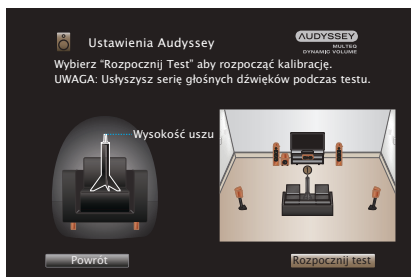 Ustawienia Audyssey
AUDYSSEY
MULTEQ
DYNAMIC VOLUME
Wybierz “Rozpocznij Test” aby rozpocząć kalibrację.
UWAGA: Usłyszysz serię głośnych dźwięków podczas testu.
Wysokość uszu
Powrót
Rozpocznij test